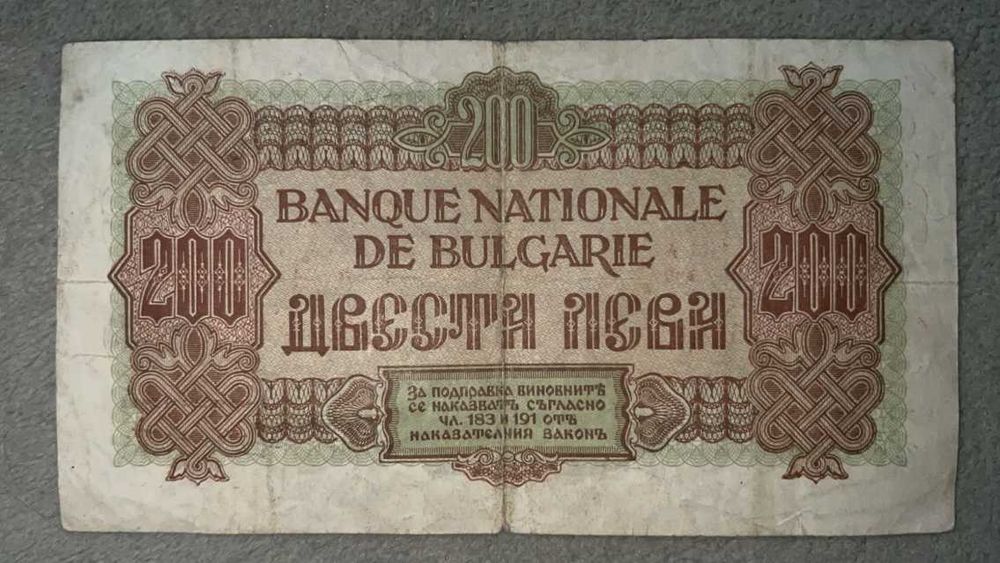 200
BANQUE NATIONALE
DE BULGARIE
200
200
ДВЕСТА ЛЕВА
ЗА ПОДПРАВКА ВИНОВНИТѢ
СЕ НАКАЗВАТЪ СЪГЛАСНО
ЧЛ. 183 И 191 ОТЪ
НАКАЗАТЕЛНИЯ ЗАКОНЪ